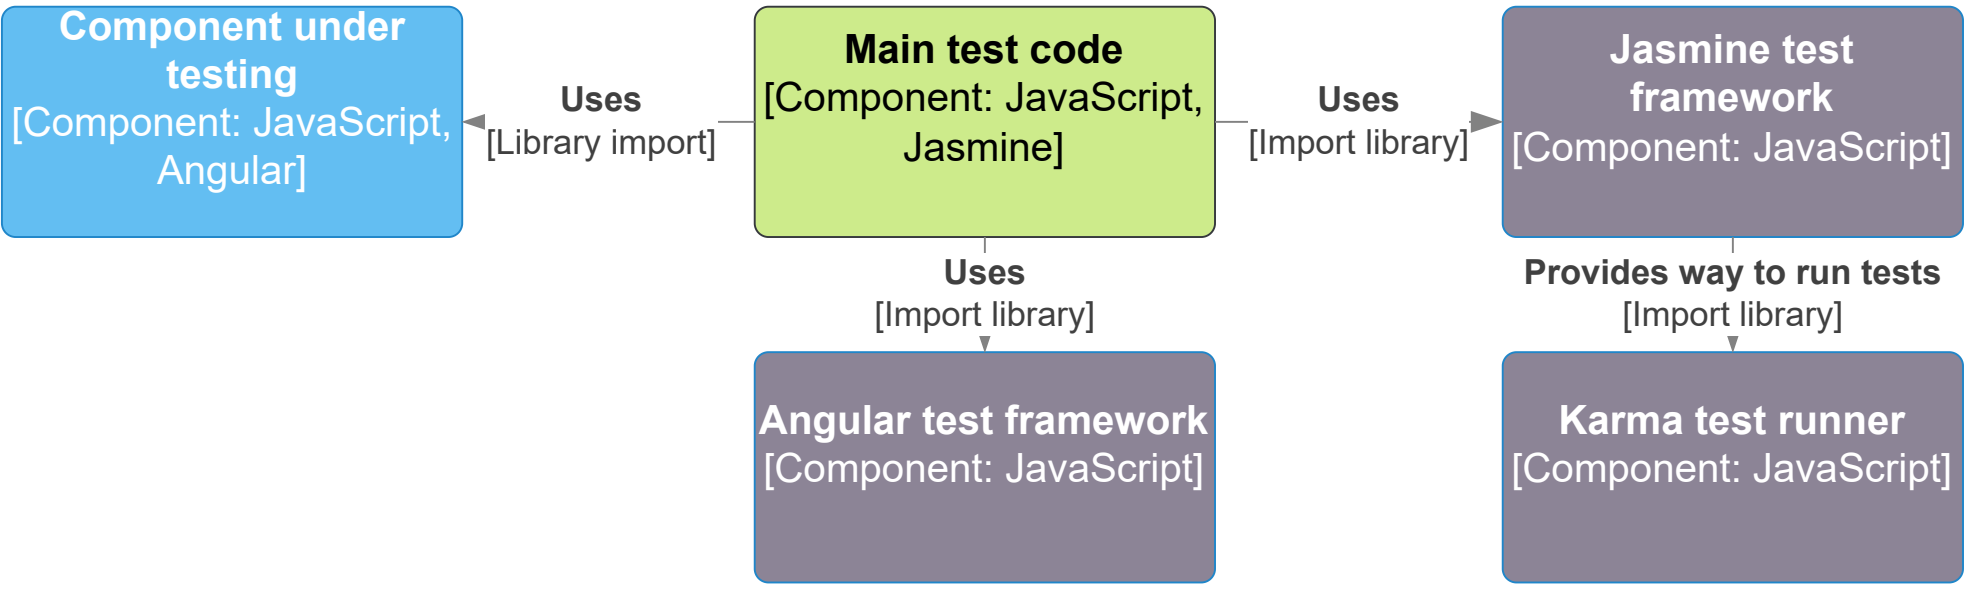 Component under
testing
[Component: JavaScript,
Angular]
Uses
[Library import]
Main test code
[Component: JavaScript,
Jasmine]
Uses
[Import library]
Jasmine test
framework
[Component: JavaScript]
Uses
[Import library]
Provides way to run tests
[Import library]
Angular test framework
[Component: JavaScript]
Karma test runner
[Component: JavaScript]